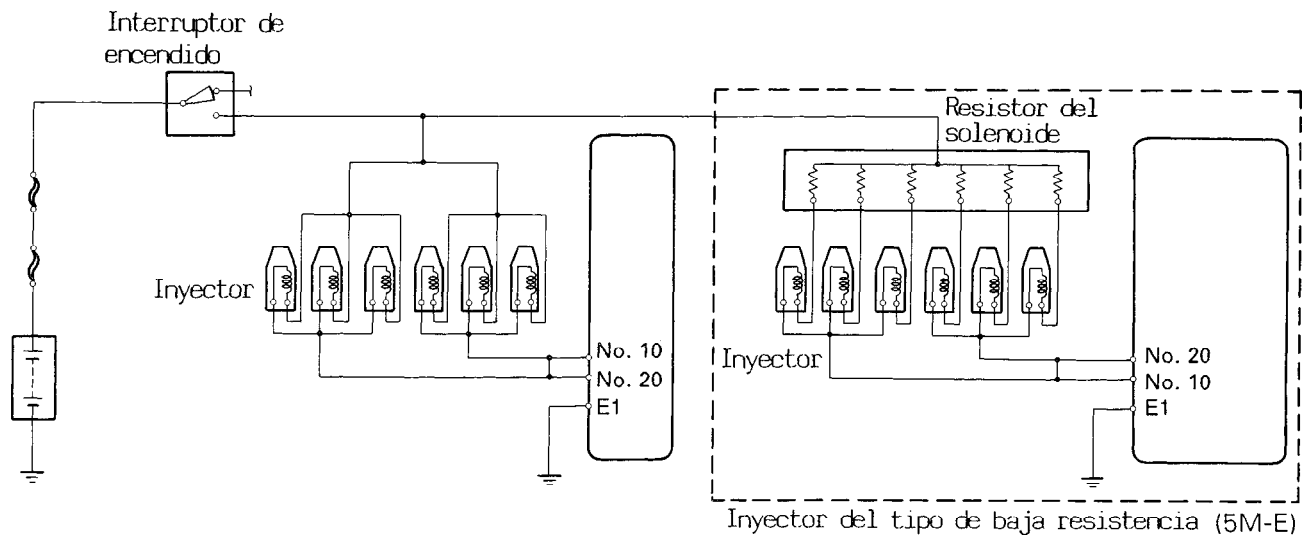 Interruptor de
encendido
Resistor del
solenoide
Inyector
No. 10
No. 20
E1
Inyector
No. 20
No. 10
E1
Inyector del tipo de baja resistencia (5M-E)